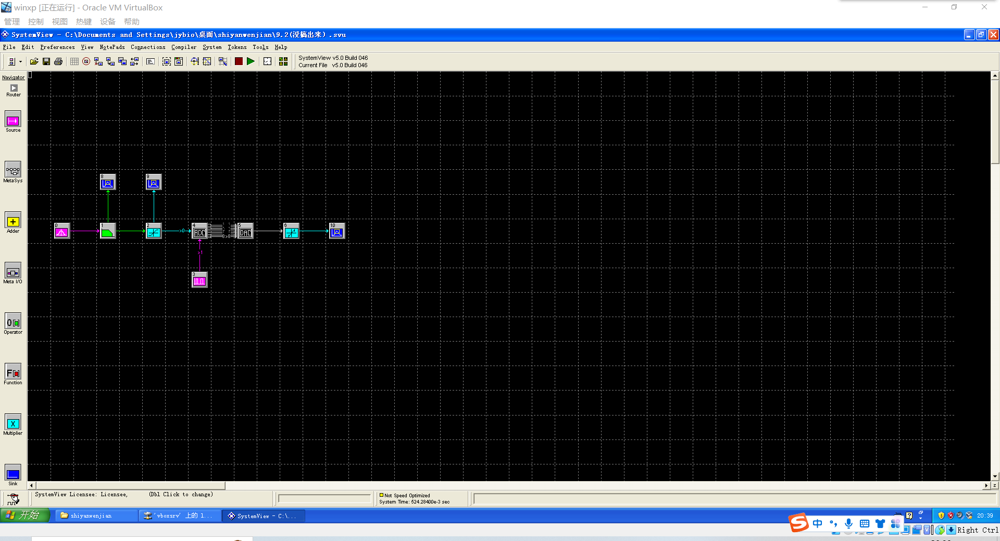 winxp [正在运行] - Oracle VM VirtualBox
管理 控制 视图 热键 设备 帮助
SystemView - C:\Documents and Settings\jybio\桌面\shiyanwenjian\9.2(没搞出来).svu
File Edit Preferences View NotePads Connections Compiler System Tokens Tools Help
SystemView v5.0 Build 046
Current File v5.0 Build 046
Navigator
Router
Source
MetaSys
Adder
Meta I/O
Operator
Function
Multiplier
Sink
9
0
1
2
>0
4
ADC
8>8
5
DAC
6
10
>1
3
SystemView Licensee: Licensee, (Dbl Click to change)
Not Speed Optimized
System Time: 524.28400e-3 sec
z
开始
shiyanwenjian
'vboxsrv' 上的 l...
SystemView - C:\...
20:39
中
Right Ctrl